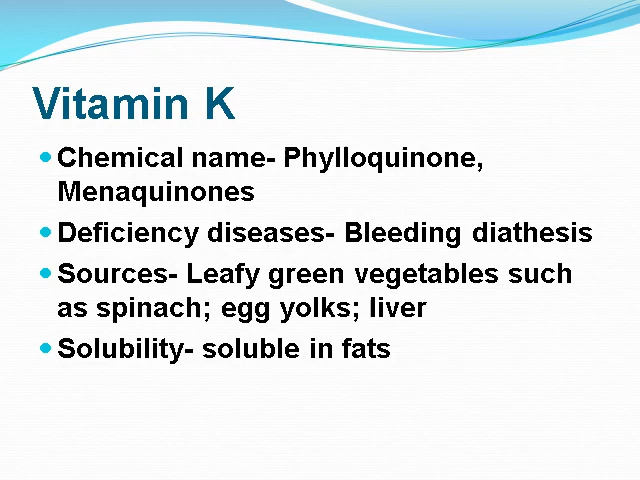 Vitamin K
Chemical name- Phylloquinone,
Menaquinones
Deficiency diseases- Bleeding diathesis
Sources- Leafy green vegetables such
as spinach; egg yolks; liver
Solubility- soluble in fats